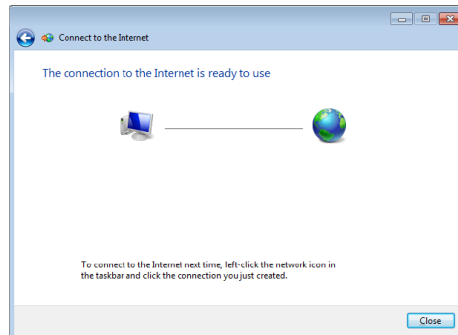 Connect to the Internet
The connection to the Internet is ready to use
To connect to the Internet next time, left-click the network icon in
the taskbar and click the connection you just created.
Close